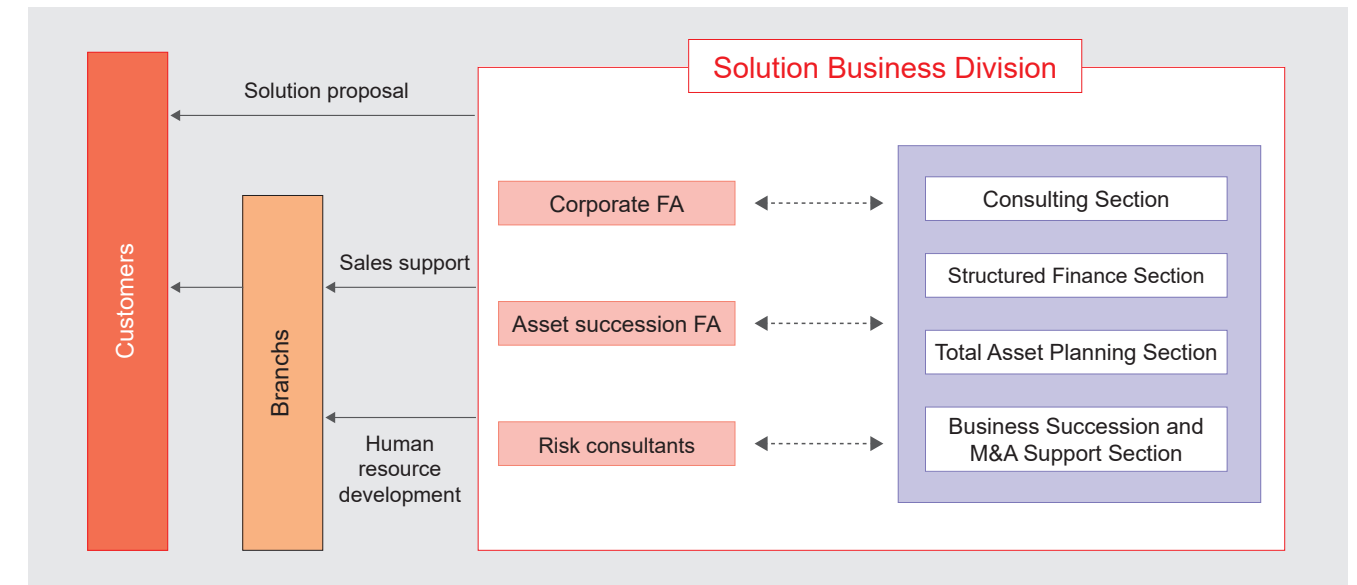 Solution Business Division
Customers
Branchs
Solution proposal
Sales support
Human
resource
development
Corporate FA
Asset succession FA
Risk consultants
Consulting Section
Structured Finance Section
Total Asset Planning Section
Business Succession and
M&A Support Section